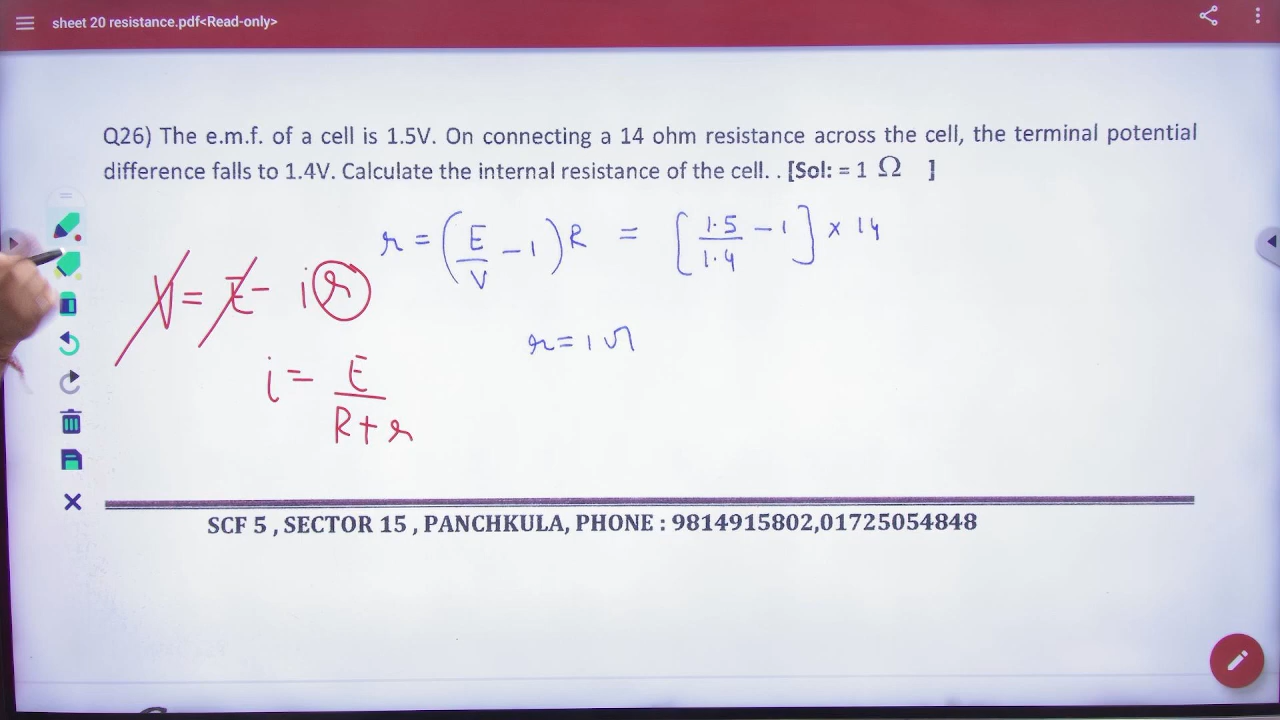 sheet 20 resistance.pdf<Read-only>
Q26) The e.m.f. of a cell is 1.5V. On connecting a 14 ohm resistance across the cell, the terminal potential
difference falls to 1.4V. Calculate the internal resistance of the cell. . [Sol: = 1 Ω ]
r = (E/V - 1) R = [1.5/1.4 - 1] × 14
V = E - ir
r = 1 Ω
i = E/(R+r)
SCF 5 , SECTOR 15 , PANCHKULA, PHONE : 9814915802,01725054848